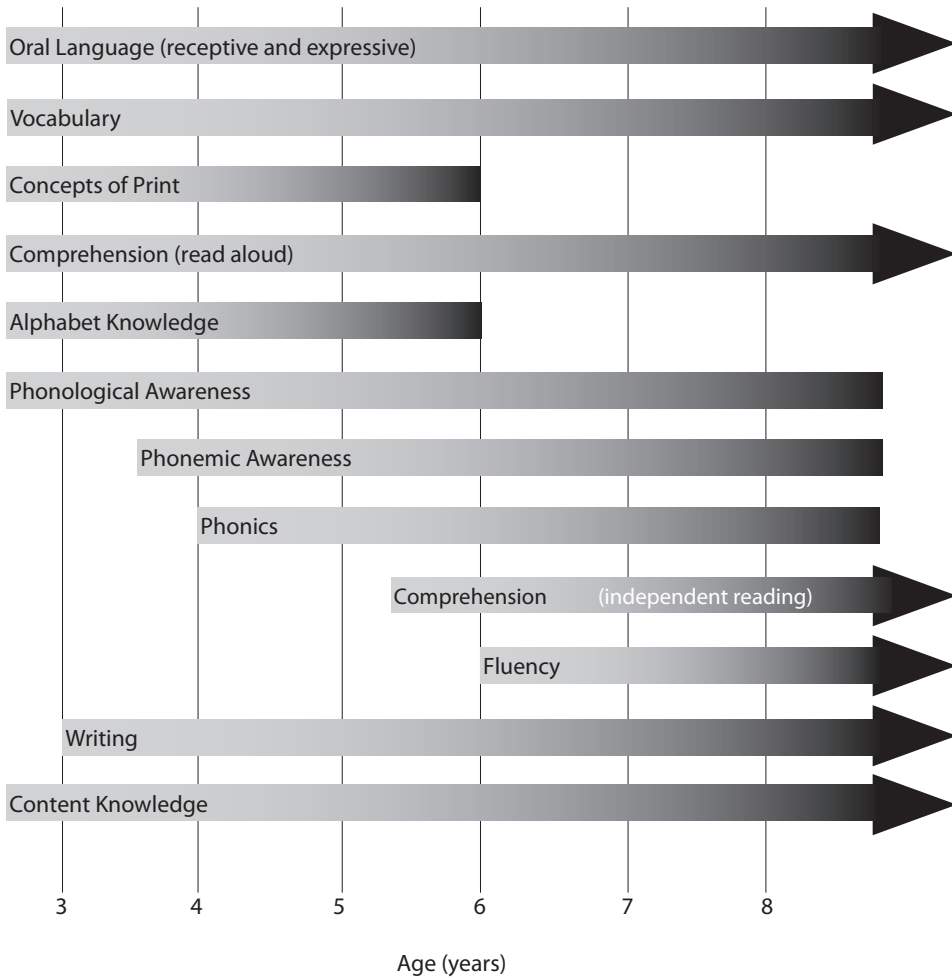 Oral Language (receptive and expressive)
Vocabulary
Concepts of Print
Comprehension (read aloud)
Alphabet Knowledge
Phonological Awareness
Phonemic Awareness
Phonics
Comprehension (independent reading)
Fluency
Writing
Content Knowledge
3 4 5 6 7 8
Age (years)